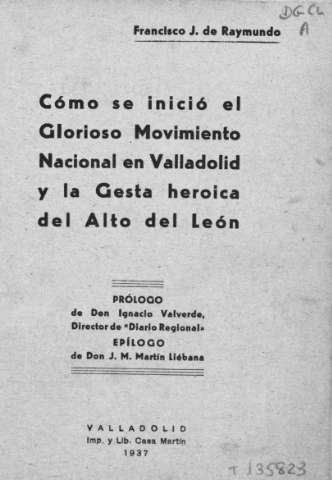 DGCL
A
Francisco J. de Raymundo
Cómo se inició el
Glorioso Movimiento
Nacional en Valladolid
y la Gesta heroica
del Alto del León
PRÓLOGO
de Don Ignacio Valverde,
Director de "Diario Regional"
EPÍLOGO
de Don J. M. Martín Liébana
VALLADOLID
Imp. y Lib. Casa Martín
1937
T 135823